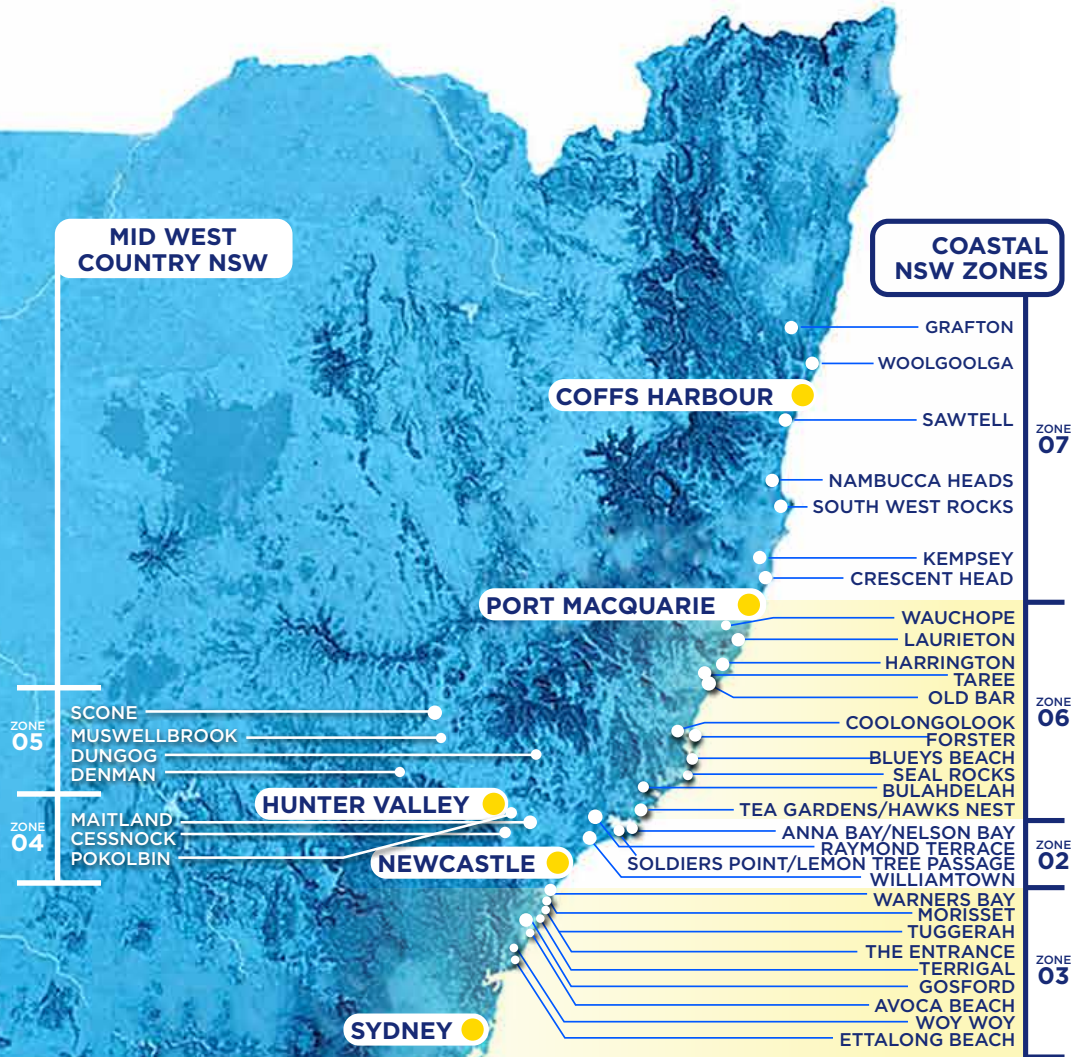 MID WEST
COUNTRY NSW
COASTAL
NSW ZONES
GRAFTON
WOOLGOOLGA
COFFS HARBOUR
SAWTELL
ZONE
07
NAMBUCCA HEADS
SOUTH WEST ROCKS
KEMPSEY
CRESCENT HEAD
PORT MACQUARIE
WAUCHOPE
LAURIETON
HARRINGTON
TAREE
OLD BAR
ZONE
06
COOLONGOLOOK
FORSTER
BLUEYS BEACH
SEAL ROCKS
BULAHDELAH
TEA GARDENS/HAWKS NEST
ZONE
05
SCONE
MUSWELLBROOK
DUNGOG
DENMAN
HUNTER VALLEY
ZONE
04
MAITLAND
CESSNOCK
POKOLBIN
NEWCASTLE
ANNA BAY/NELSON BAY
RAYMOND TERRACE
SOLDIERS POINT/LEMON TREE PASSAGE
WILLIAMTOWN
ZONE
02
WARNERS BAY
MORISSET
TUGGERAH
THE ENTRANCE
TERRIGAL
GOSFORD
AVOCA BEACH
WOY WOY
ETTALONG BEACH
ZONE
03
SYDNEY